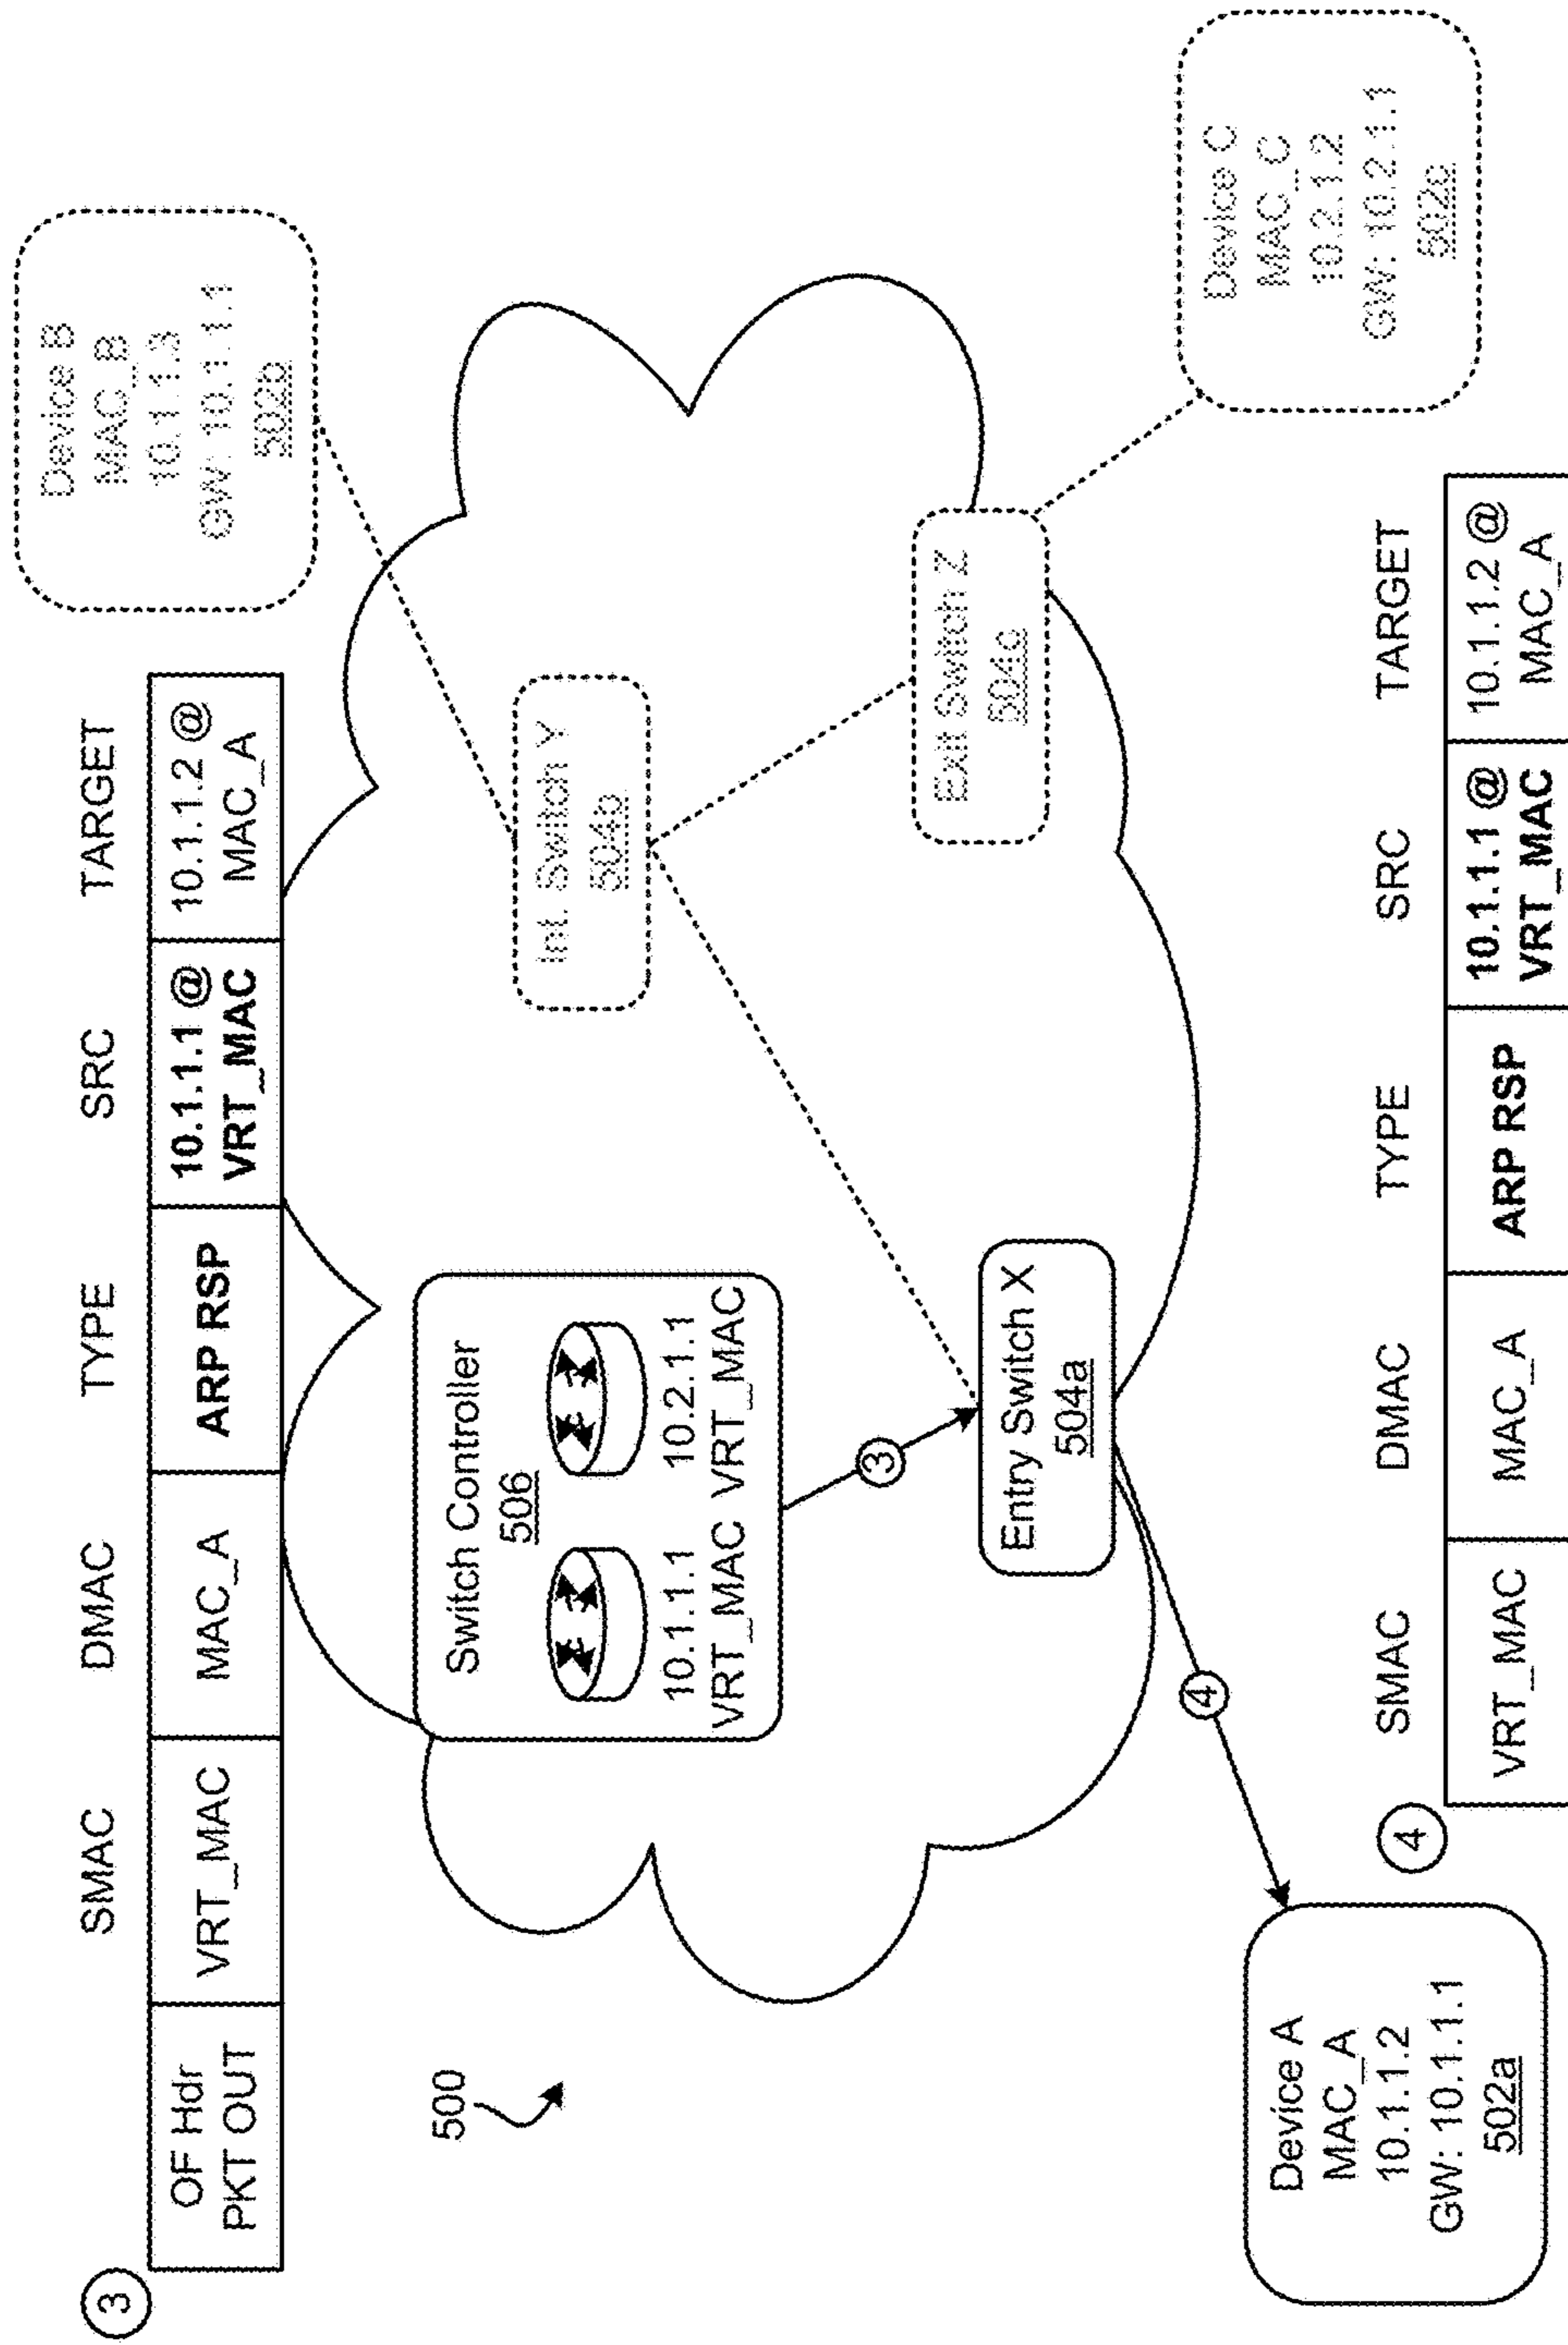 3
SMAC DMAC TYPE SRC TARGET
OF Hdr VRT_MAC MAC_A ARP RSP 10.1.1.1 @ 10.1.1.2 @
PKT OUT VRT_MAC MAC_A
Device B
MAC_B
10.1.1.3
GW: 10.1.1.1
502b
500
Switch Controller
506
10.1.1.1 10.2.1.1
VRT_MAC VRT_MAC
Int. Switch Y
504b
3
Entry Switch X
504a
Exit Switch Z
504c
Device C
MAC_C
10.2.1.2
GW: 10.2.1.1
502c
4
Device A
MAC_A
10.1.1.2
GW: 10.1.1.1
502a
4
SMAC DMAC TYPE SRC TARGET
VRT_MAC MAC_A ARP RSP 10.1.1.1 @ 10.1.1.2 @
VRT_MAC MAC_A